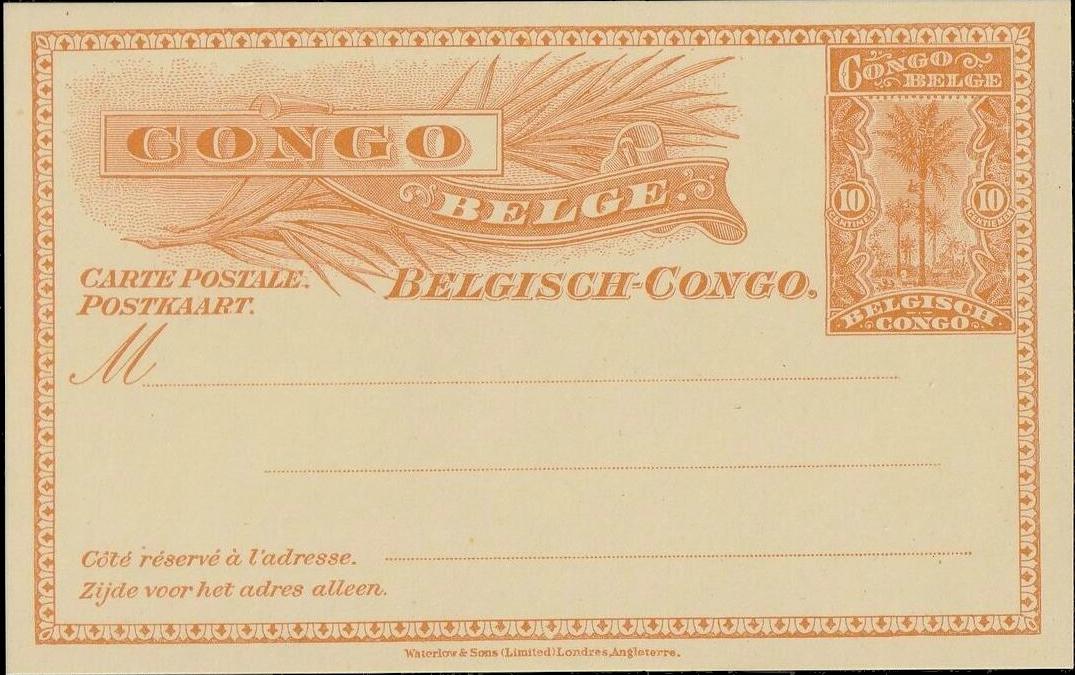 CONGO
BELGE.
CARTE POSTALE.
POSTKAART.
BELGISCH-CONGO.
CONGO
BELGE
10
CENTIMES
10
CENTIEMEN
BELGISCH
CONGO
M
Côté réservé à l'adresse.
Zijde voor het adres alleen.
Waterlow & Sons (Limited) Londres, Angleterre.